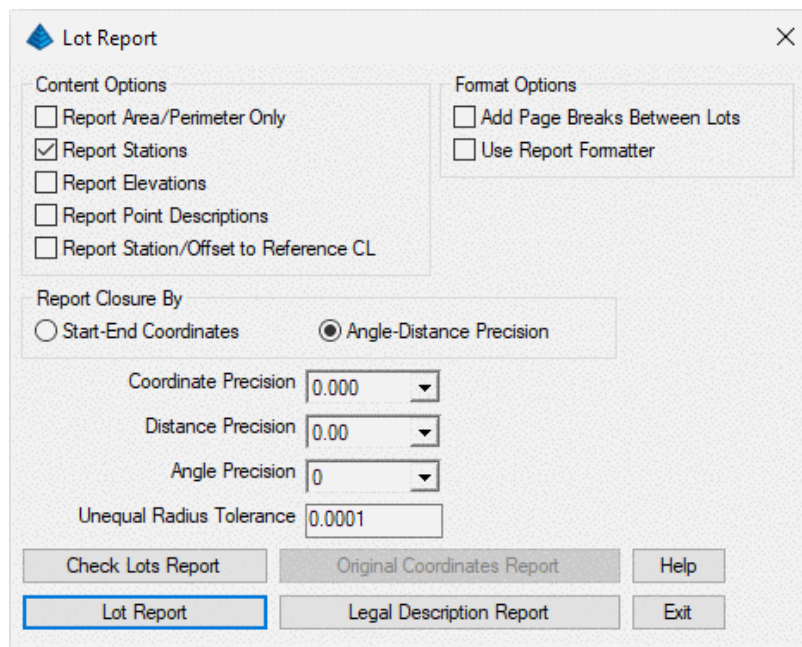 Lot Report
Content Options
Report Area/Perimeter Only
Report Stations
Report Elevations
Report Point Descriptions
Report Station/Offset to Reference CL
Format Options
Add Page Breaks Between Lots
Use Report Formatter
Report Closure By
Start-End Coordinates
Angle-Distance Precision
Coordinate Precision 0.000
Distance Precision 0.00
Angle Precision 0
Unequal Radius Tolerance 0.0001
Check Lots Report Original Coordinates Report Help
Lot Report Legal Description Report Exit